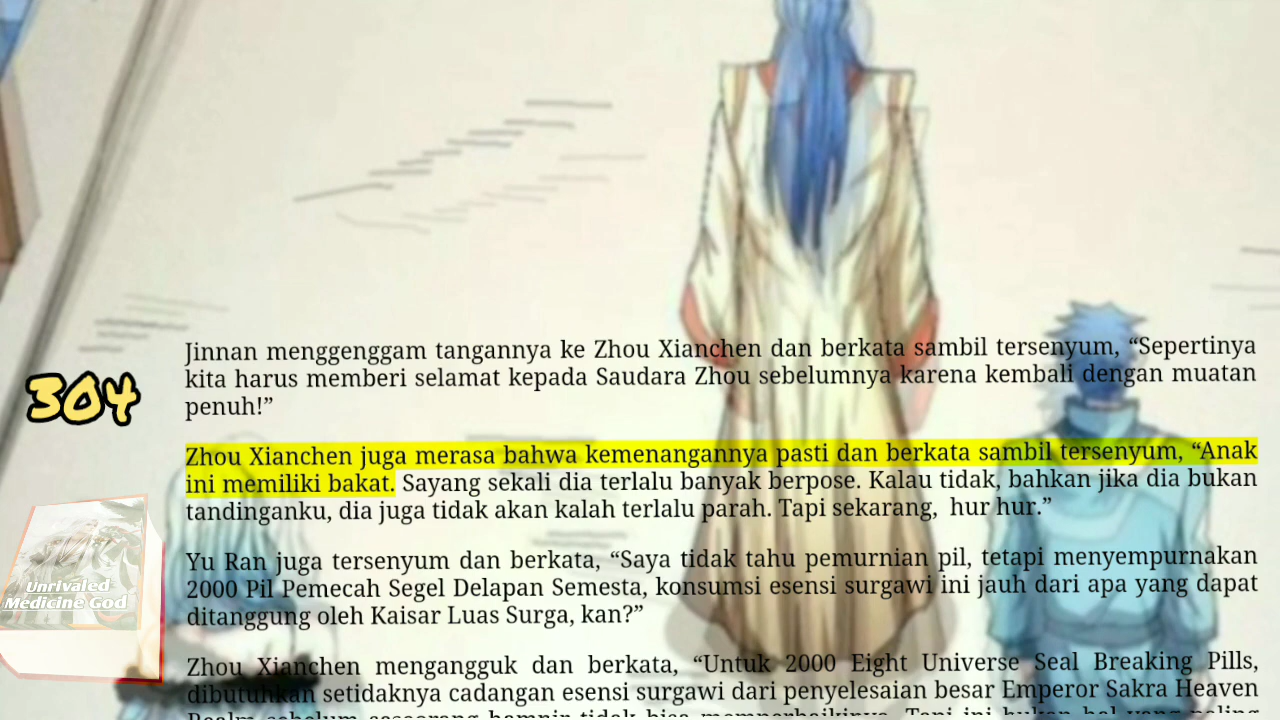 Jinnan menggenggam tangannya ke Zhou Xianchen dan berkata sambil tersenyum, “Sepertinya
kita harus memberi selamat kepada Saudara Zhou sebelumnya karena kembali dengan muatan
penuh!”
304
Zhou Xianchen juga merasa bahwa kemenangannya pasti dan berkata sambil tersenyum, “Anak
ini memiliki bakat. Sayang sekali dia terlalu banyak berpose. Kalau tidak, bahkan jika dia bukan
tandinganku, dia juga tidak akan kalah terlalu parah. Tapi sekarang, hur hur.”
Yu Ran juga tersenyum dan berkata, “Saya tidak tahu pemurnian pil, tetapi menyempurnakan
2000 Pil Pemecah Segel Delapan Semesta, konsumsi esensi surgawi ini jauh dari apa yang dapat
ditanggung oleh Kaisar Luas Surga, kan?”
Unrivaled
Medicine God
Zhou Xianchen mengangguk dan berkata, “Untuk 2000 Eight Universe Seal Breaking Pills,
dibutuhkan setidaknya cadangan esensi surgawi dari penyelesaian besar Emperor Sakra Heaven